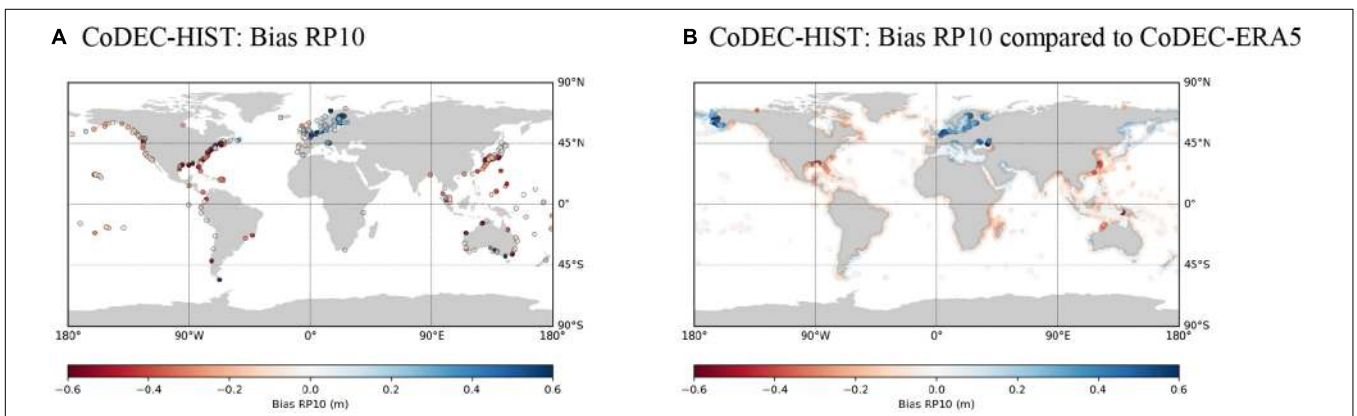 A CoDEC-HIST: Bias RP10
90°N
45°N
0°
45°S
90°S
180° 90°W 0° 90°E 180°
−0.6 −0.4 −0.2 0.0 0.2 0.4 0.6
Bias RP10 (m)
B CoDEC-HIST: Bias RP10 compared to CoDEC-ERA5
90°N
45°N
0°
45°S
90°S
180° 90°W 0° 90°E 180°
−0.6 −0.4 −0.2 0.0 0.2 0.4 0.6
Bias RP10 (m)